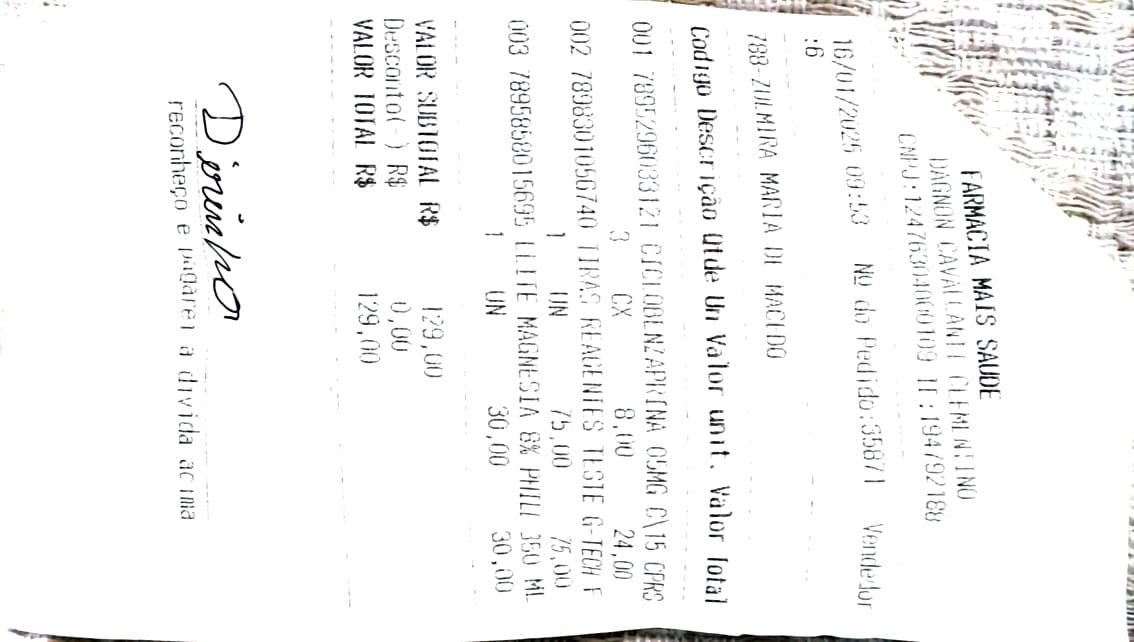 FARMACIA MAIS SAUDE
DAGNON CAVALCANTE CLEMENTINO
CNPJ:12476304000109 IE:194792188
16/01/2025 09:53 Nº do Pedido:35871 Vendedor
:6
788-ZULMIRA MARIA DE MACEDO
Codigo Descrição Qtde Un Valor unit. Valor Total
001 7895296033121 CICLOBENZAPRINA 05MG C\15 CPRS
3 CX 8,00 24,00
002 7898301056740 TIRAS REAGENTES TESTE G-TECH F
1 UN 75,00 75,00
003 7895858015695 LEITE MAGNESIA 8% PHILL 350 ML
1 UN 30,00 30,00
VALOR SUBTOTAL R$ 129,00
Desconto(-) R$ 0,00
VALOR TOTAL R$ 129,00
Dirinho
reconheço e pagarei a divida acima